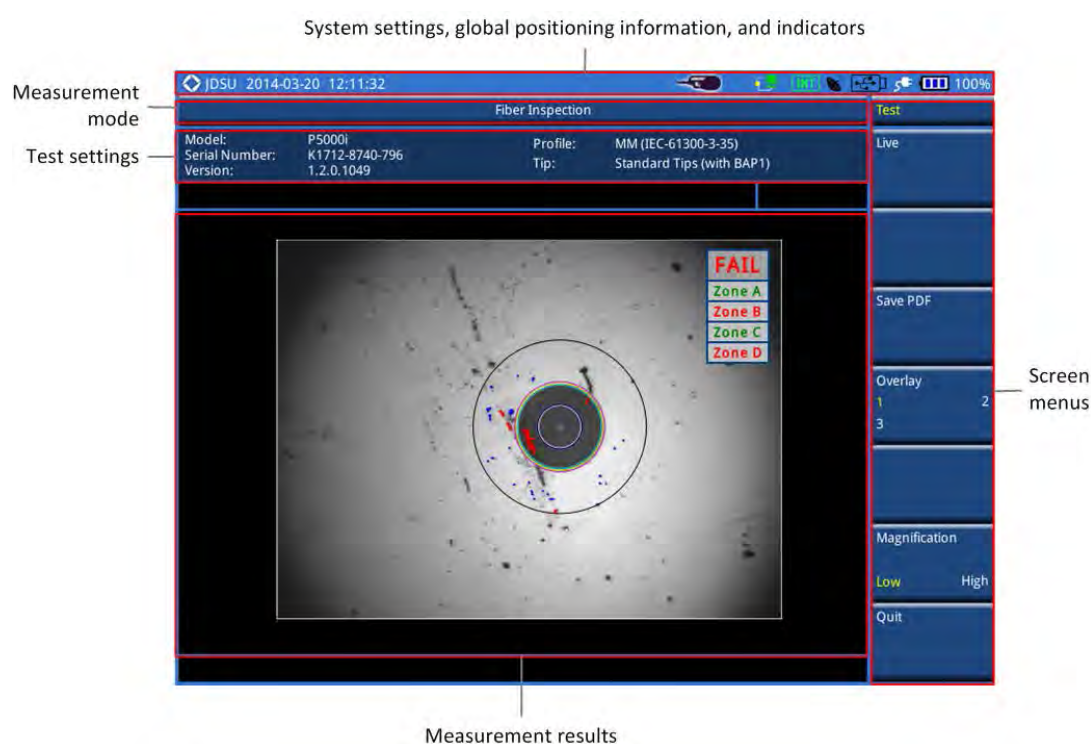 System settings, global positioning information, and indicators
JDSU 2014-03-20 12:11:32
INT
100%
Measurement
mode
Fiber Inspection
Test
Test settings
Model: P5000i
Serial Number: K1712-8740-796
Version: 1.2.0.1049
Profile: MM (IEC-61300-3-35)
Tip: Standard Tips (with BAP1)
Live
FAIL
Zone A
Zone B
Zone C
Zone D
Save PDF
Overlay
1 2
3
Screen
menus
Magnification
Low High
Quit
Measurement results